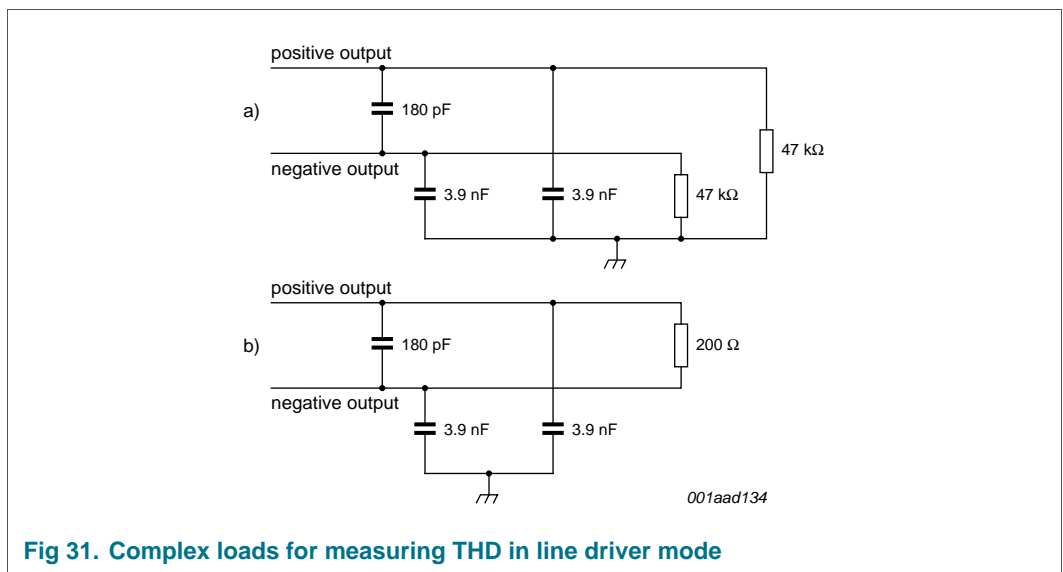 positive output
a)
180 pF
47 kΩ
negative output
3.9 nF
3.9 nF
47 kΩ
positive output
b)
180 pF
200 Ω
negative output
3.9 nF
3.9 nF
001aad134
Fig 31. Complex loads for measuring THD in line driver mode